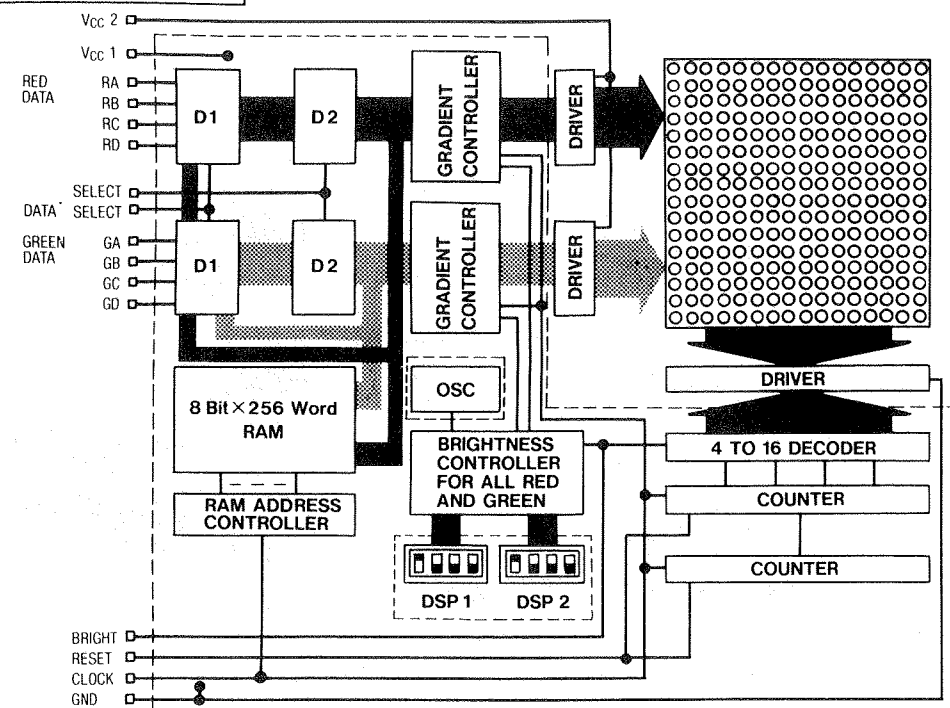 VCC 2
VCC 1
RED
DATA
RA
RB
RC
RD
D1
D2
GRADIENT
CONTROLLER
DRIVER
SELECT
DATA SELECT
GREEN
DATA
GA
GB
GC
GD
D1
D2
GRADIENT
CONTROLLER
DRIVER
DRIVER
8 Bit×256 Word
RAM
OSC
BRIGHTNESS
CONTROLLER
FOR ALL RED
AND GREEN
4 TO 16 DECODER
COUNTER
RAM ADDRESS
CONTROLLER
COUNTER
DSP 1
DSP 2
BRIGHT
RESET
CLOCK
GND